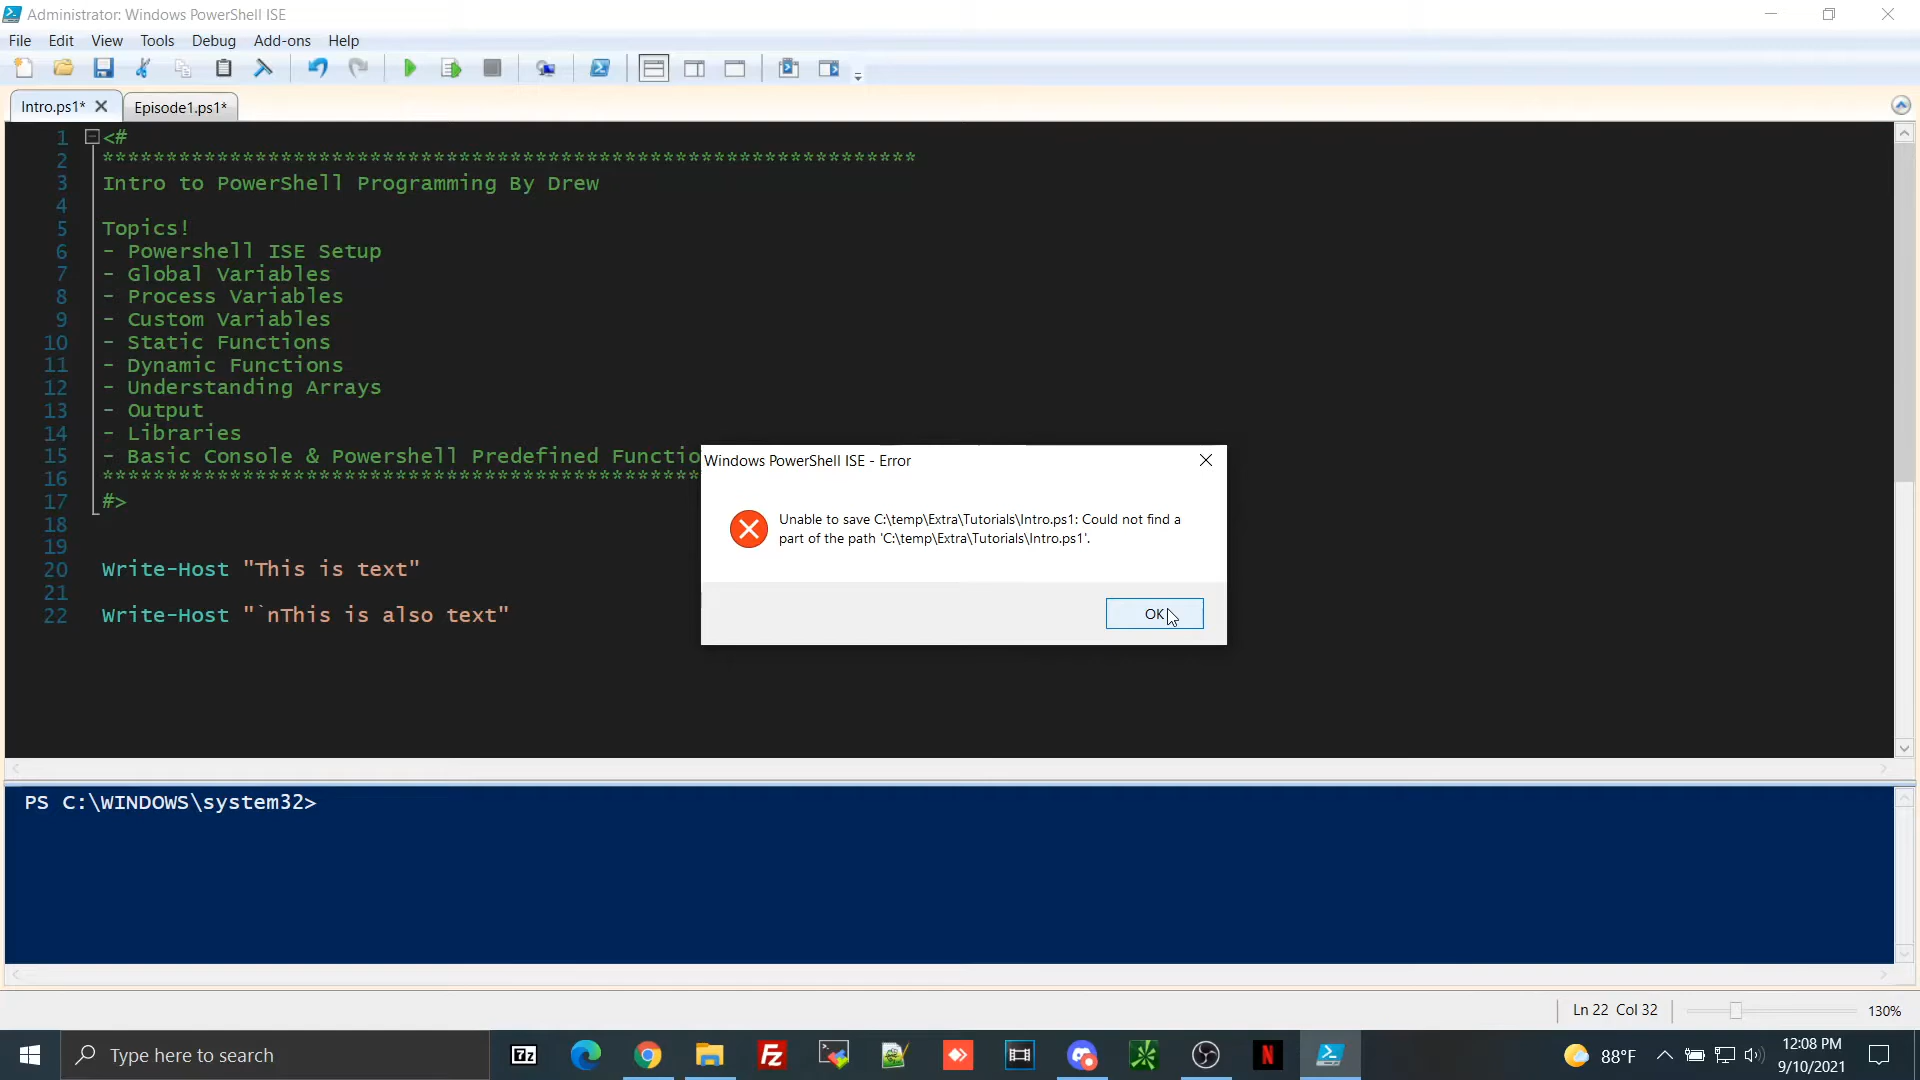 Administrator: Windows PowerShell ISE
File Edit View Tools Debug Add-ons Help
Intro.ps1* Episode1.ps1*
1 <#
2 ****************************************************************
3 Intro to PowerShell Programming By Drew
4
5 Topics!
6 - Powershell ISE Setup
7 - Global Variables
8 - Process Variables
9 - Custom Variables
10 - Static Functions
11 - Dynamic Functions
12 - Understanding Arrays
13 - Output
14 - Libraries
15 - Basic Console & Powershell Predefined Functio
16 ***********************************************
17 #>
18
19
20 Write-Host "This is text"
21
22 Write-Host "`nThis is also text"
Windows PowerShell ISE - Error
Unable to save C:\temp\Extra\Tutorials\Intro.ps1: Could not find a
part of the path 'C:\temp\Extra\Tutorials\Intro.ps1'.
OK
PS C:\WINDOWS\system32>
Ln 22 Col 32 130%
Type here to search
7z
Fz
N
88°F
12:08 PM
9/10/2021